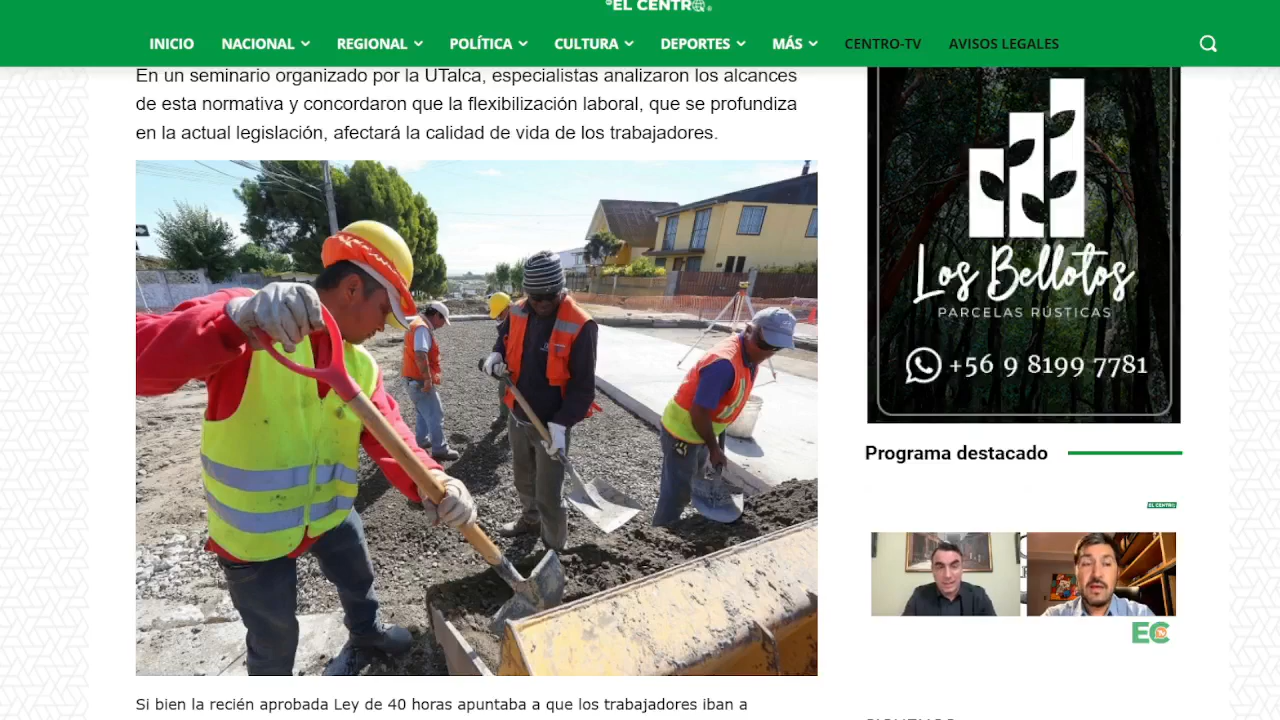 EL CENTRO
INICIO NACIONAL REGIONAL POLÍTICA CULTURA DEPORTES MÁS CENTRO-TV AVISOS LEGALES
En un seminario organizado por la UTalca, especialistas analizaron los alcances
de esta normativa y concordaron que la flexibilización laboral, que se profundiza
en la actual legislación, afectará la calidad de vida de los trabajadores.
Si bien la recién aprobada Ley de 40 horas apuntaba a que los trabajadores iban a
Los Bellotos
PARCELAS RÚSTICAS
+56 9 8199 7781
Programa destacado
EL CENTRO
EC